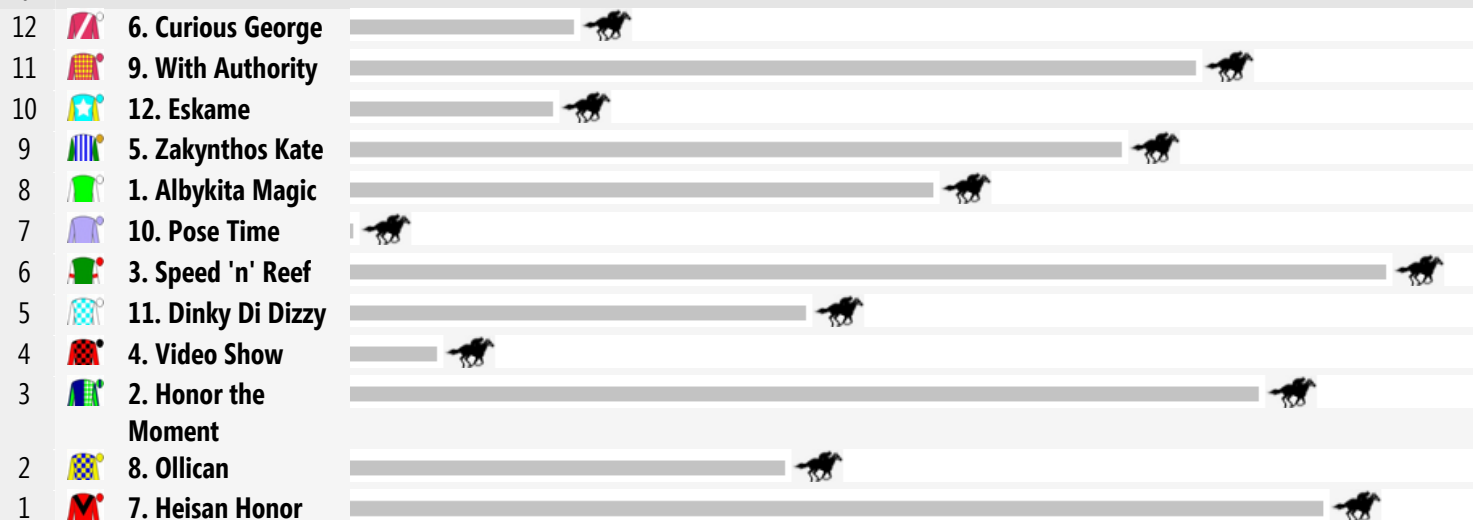 12 6. Curious George
11 9. With Authority
10 12. Eskame
9 5. Zakynthos Kate
8 1. Albykita Magic
7 10. Pose Time
6 3. Speed 'n' Reef
5 11. Dinky Di Dizzy
4 4. Video Show
3 2. Honor the
Moment
2 8. Ollican
1 7. Heisan Honor